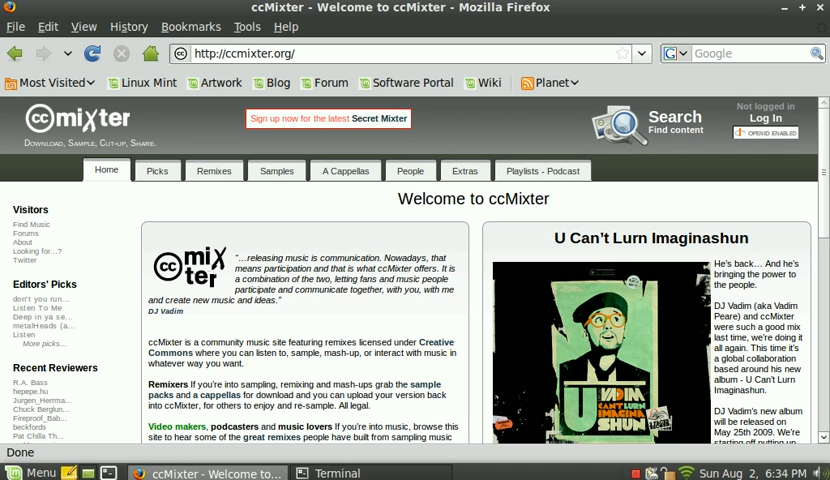 ccMixter - Welcome to ccMixter - Mozilla Firefox
File Edit View History Bookmarks Tools Help
http://ccmixter.org/
Google
Most Visited Linux Mint Artwork Blog Forum Software Portal Wiki Planet
cc mixter
DOWNLOAD, SAMPLE, CUT-UP, SHARE.
Sign up now for the latest Secret Mixter
Search
Find content
Not logged in
Log In
OPENID ENABLED
Home Picks Remixes Samples A Cappellas People Extras Playlists - Podcast
Welcome to ccMixter
Visitors
Find Music
Forums
About
Looking for...?
Twitter
Editors' Picks
don't you run...
Listen To Me
Deep in ya se...
metalHeads (a...
Listen
More picks...
Recent Reviewers
R.A. Bass
hepepe.hu
Jurgen_Herrma...
Chuck Berglun...
Fireproof_Bab...
beckfords
Pat Chilla Th...
cc mixter
“...releasing music is communication. Nowadays, that
means participation and that is what ccMixter offers. It is
a combination of the two, letting fans and music people
participate and communicate together, with you, with me
and create new music and ideas.”
DJ Vadim
ccMixter is a community music site featuring remixes licensed under Creative
Commons where you can listen to, sample, mash-up, or interact with music in
whatever way you want.
Remixers If you're into sampling, remixing and mash-ups grab the sample
packs and a cappellas for download and you can upload your version back
into ccMixter, for others to enjoy and re-sample. All legal.
Video makers, podcasters and music lovers If you're into music, browse this
site to hear some of the great remixes people have built from sampling music
U Can't Lurn Imaginashun
U
VADIM
CAN'T LURN
IMAGINA
SHUN
He's back... And he's
bringing the power to
the people.
DJ Vadim (aka Vadim
Peare) and ccMixter
were such a good mix
last time, we're doing it
all again. This time it's
a global collaboration
based around his new
album - U Can't Lurn
Imaginashun.
DJ Vadim's new album
will be released on
May 25th 2009. We're
starting off putting up
Done
Menu ccMixter - Welcome to... Terminal Sun Aug 2, 6:34 PM